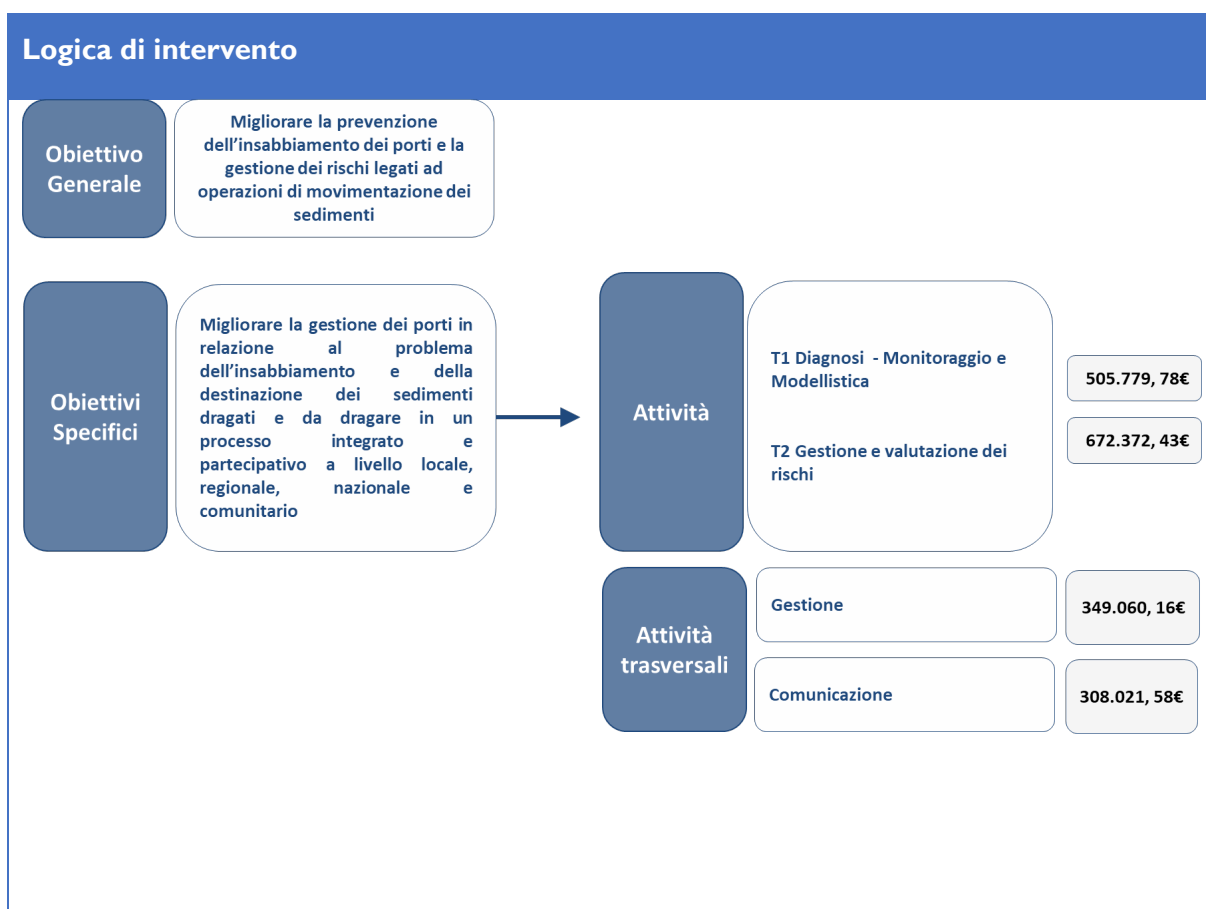 Logica di intervento
Obiettivo
Generale
Migliorare la prevenzione
dell'insabbiamento dei porti e la
gestione dei rischi legati ad
operazioni di movimentazione dei
sedimenti
Obiettivi
Specifici
Migliorare la gestione dei porti in
relazione al problema
dell'insabbiamento e della
destinazione dei sedimenti
dragati e da dragare in un
processo integrato e
partecipativo a livello locale,
regionale, nazionale e
comunitario
Attività
T1 Diagnosi - Monitoraggio e
Modellistica
T2 Gestione e valutazione dei
rischi
505.779, 78€
672.372, 43€
Attività
trasversali
Gestione
349.060, 16€
Comunicazione
308.021, 58€